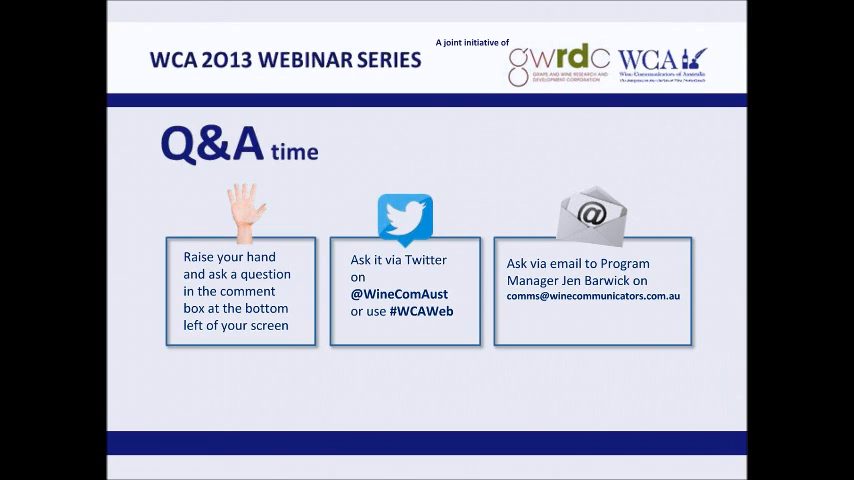 A joint initiative of
WCA 2013 WEBINAR SERIES
gwrdc
GRAPE AND WINE RESEARCH AND
DEVELOPMENT CORPORATION
WCA
Wine Communicators of Australia
Q&A time
Raise your hand
and ask a question
in the comment
box at the bottom
left of your screen
Ask it via Twitter
on
@WineComAust
or use #WCAWeb
@
Ask via email to Program
Manager Jen Barwick on
comms@winecommunicators.com.au